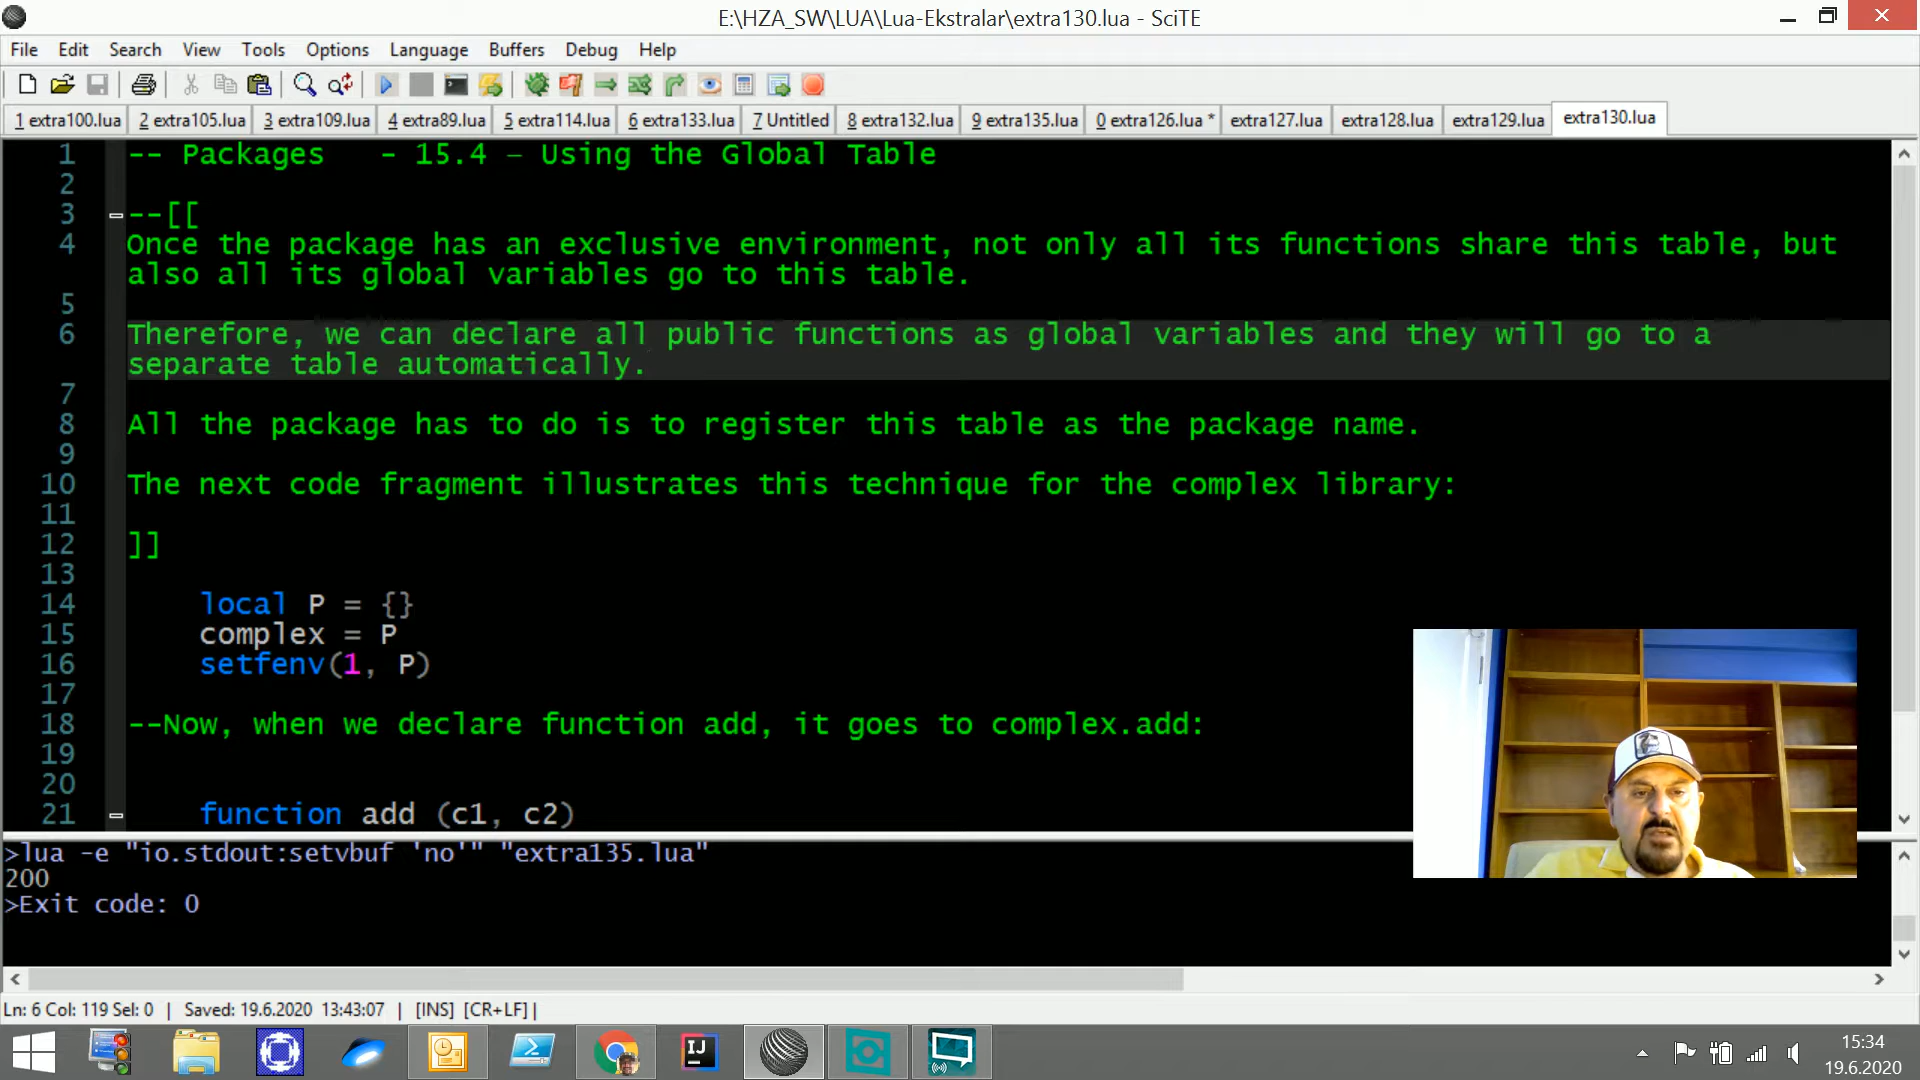 E:\HZA_SW\LUA\Lua-Ekstralar\extra130.lua - SciTE
File Edit Search View Tools Options Language Buffers Debug Help
1 extra100.lua 2 extra105.lua 3 extra109.lua 4 extra89.lua 5 extra114.lua 6 extra133.lua 7 Untitled 8 extra132.lua 9 extra135.lua 0 extra126.lua * extra127.lua extra128.lua extra129.lua extra130.lua
1 -- Packages - 15.4 – Using the Global Table
2
3 --[[
4 Once the package has an exclusive environment, not only all its functions share this table, but
also all its global variables go to this table.
5
6 Therefore, we can declare all public functions as global variables and they will go to a
separate table automatically.
7
8 All the package has to do is to register this table as the package name.
9
10 The next code fragment illustrates this technique for the complex library:
11
12 ]]
13
14 local P = {}
15 complex = P
16 setfenv(1, P)
17
18 --Now, when we declare function add, it goes to complex.add:
19
20
21 function add (c1, c2)
>lua -e "io.stdout:setvbuf 'no'" "extra135.lua"
200
>Exit code: 0
Ln: 6 Col: 119 Sel: 0 | Saved: 19.6.2020 13:43:07 | [INS] [CR+LF] |
IJ
15:34
19.6.2020